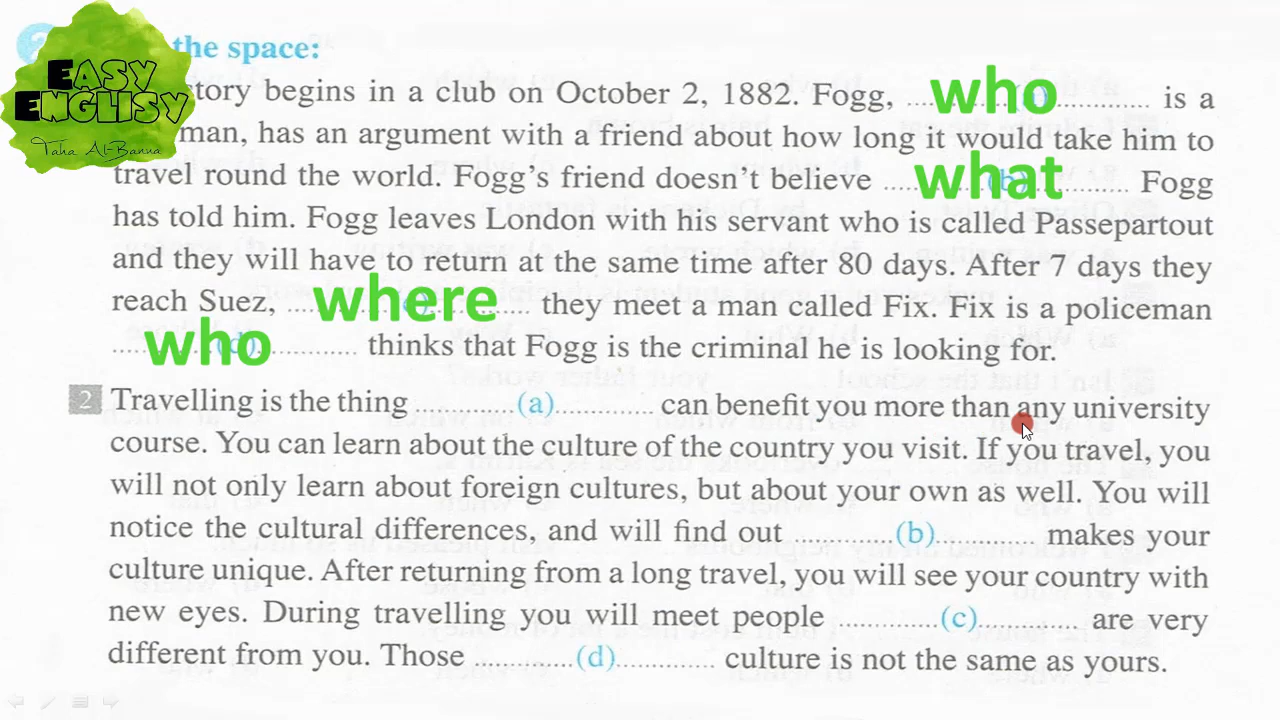 EASY
ENGLISY
Taha Al-Banna
the space:
story begins in a club on October 2, 1882. Fogg, ............who............ is a
man, has an argument with a friend about how long it would take him to
travel round the world. Fogg's friend doesn't believe ............what (b)............ Fogg
has told him. Fogg leaves London with his servant who is called Passepartout
and they will have to return at the same time after 80 days. After 7 days they
reach Suez, ............where............ they meet a man called Fix. Fix is a policeman
............who (d)............ thinks that Fogg is the criminal he is looking for.
2 Travelling is the thing ............(a)............ can benefit you more than any university
course. You can learn about the culture of the country you visit. If you travel, you
will not only learn about foreign cultures, but about your own as well. You will
notice the cultural differences, and will find out ............(b)............ makes your
culture unique. After returning from a long travel, you will see your country with
new eyes. During travelling you will meet people ............(c)............ are very
different from you. Those ............(d)............ culture is not the same as yours.